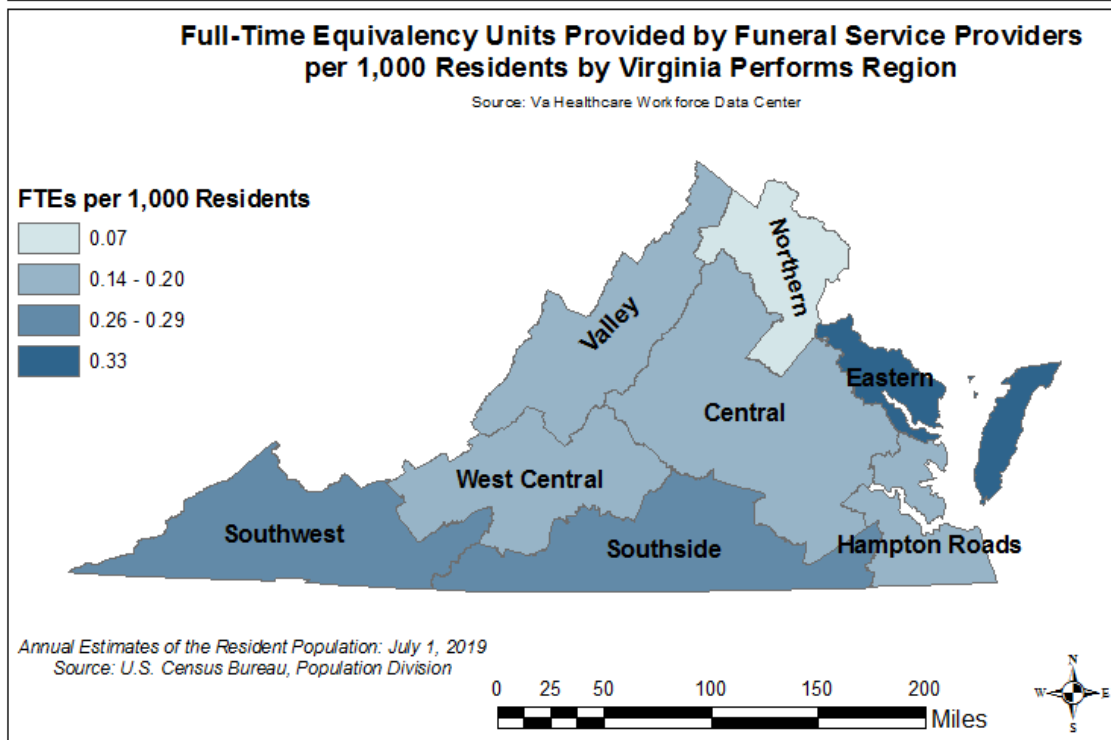 Full-Time Equivalency Units Provided by Funeral Service Providers
per 1,000 Residents by Virginia Performs Region
Source: Va Healthcare Workforce Data Center
FTEs per 1,000 Residents
0.07
0.14 - 0.20
0.26 - 0.29
0.33
Northern
Valley
Eastern
Central
West Central
Southwest
Southside
Hampton Roads
Annual Estimates of the Resident Population: July 1, 2019
Source: U.S. Census Bureau, Population Division
0 25 50 100 150 200
Miles
N
W E
S